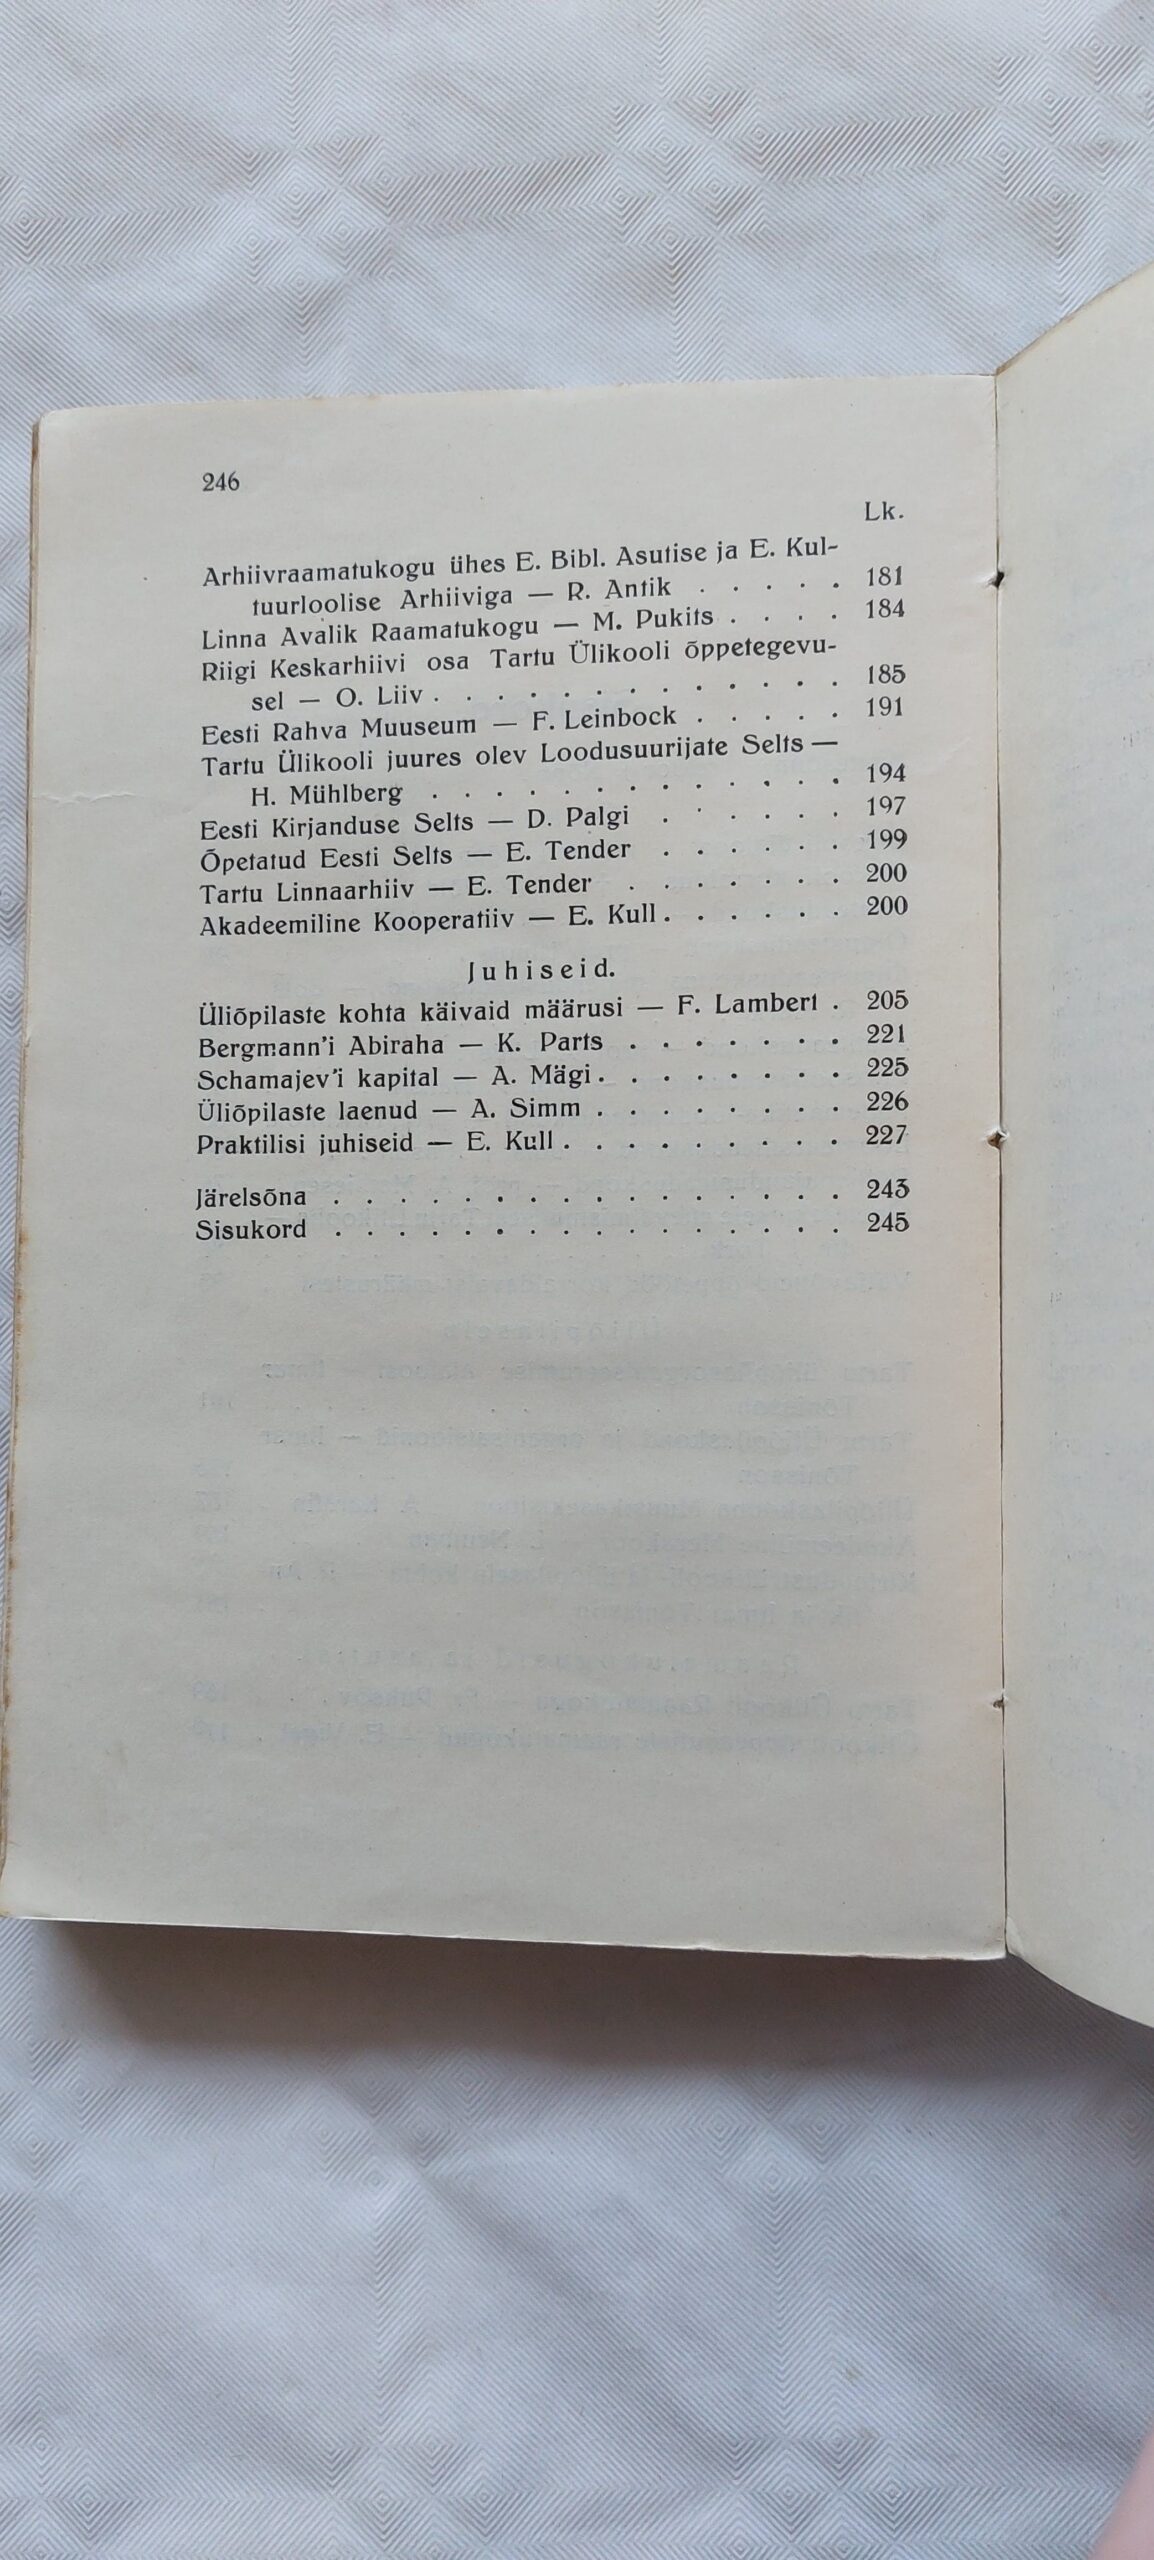 246
Lk.
Arhiivraamatukogu ühes E. Bibl. Asutise ja E. Kul-
tuurloolise Arhiiviga — R. Antik . . . . . 181
Linna Avalik Raamatukogu — M. Pukits . . . . 184
Riigi Keskarhiivi osa Tartu Ülikooli õppetegevu-
sel — O. Liiv . . . . . . . . . . . . 185
Eesti Rahva Muuseum — F. Leinbock . . . . . 191
Tartu Ülikooli juures olev Loodusuurijate Selts —
H. Mühlberg . . . . . . . . . . . . 194
Eesti Kirjanduse Selts — D. Palgi . . . . . . 197
Õpetatud Eesti Selts — E. Tender . . . . . . 199
Tartu Linnaarhiiv — E. Tender . . . . . . . 200
Akadeemiline Kooperatiiv — E. Kull . . . . . . 200
Juhiseid.
Üliõpilaste kohta käivaid määrusi — F. Lambert . 205
Bergmann'i Abiraha — K. Parts . . . . . . . 221
Schamajev'i kapital — A. Mägi . . . . . . . . 225
Üliõpilaste laenud — A. Simm . . . . . . . . 226
Praktilisi juhiseid — E. Kull . . . . . . . . . 227
Järelsõna . . . . . . . . . . . . . . . . 243
Sisukord . . . . . . . . . . . . . . . . 245